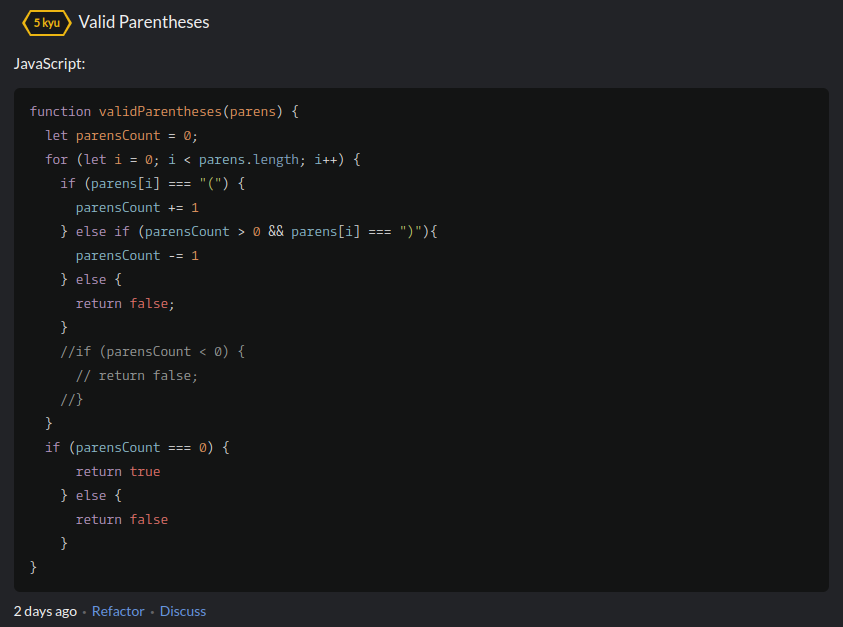 5 kyu Valid Parentheses
JavaScript:
function validParentheses(parens) {
  let parensCount = 0;
  for (let i = 0; i < parens.length; i++) {
    if (parens[i] === "(") {
      parensCount += 1
    } else if (parensCount > 0 && parens[i] === ")"){
      parensCount -= 1
    } else {
      return false;
    }
    //if (parensCount < 0) {
      // return false;
    //}
  }
  if (parensCount === 0) {
      return true
    } else {
      return false
    }
}
2 days ago • Refactor • Discuss